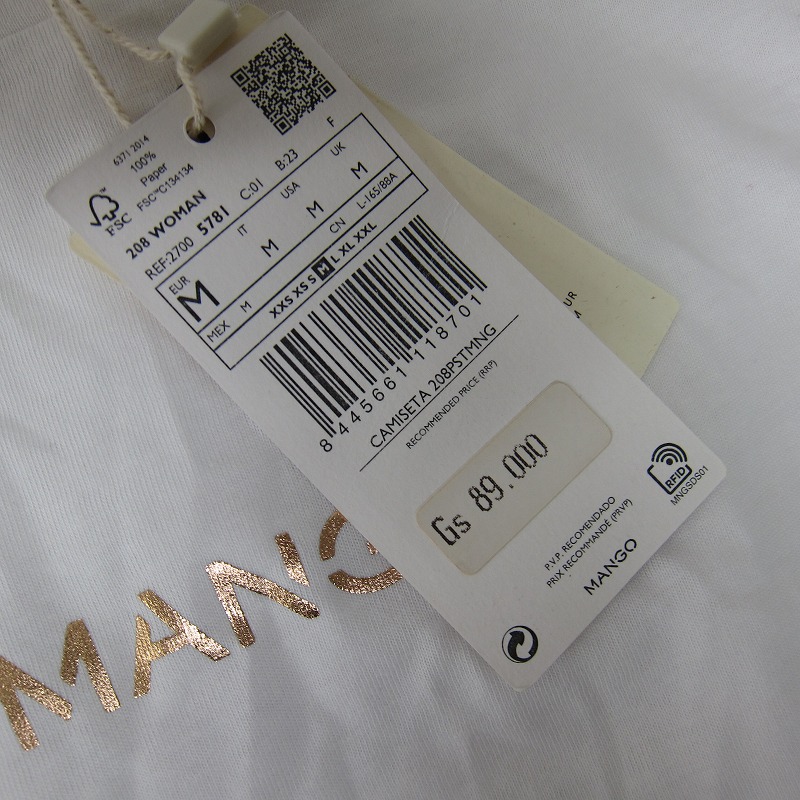 6371 2014
100%
Paper
FSC™C134134
FSC
208 WOMAN
REF:2700 5781 C:01 B:23 F
EUR M IT M USA M UK M
MEX M CN L-165/88A
XXS XS S M L XL XXL
8 445661 118701
CAMISETA 208PSTMNG
RECOMMENDED PRICE (RRP)
Gs 89.000
P.V.P. RECOMENDADO
PRIX RECOMMANDÉ (PRVP)
MANGO
RFID
MNGSDS01
UR
MANGO